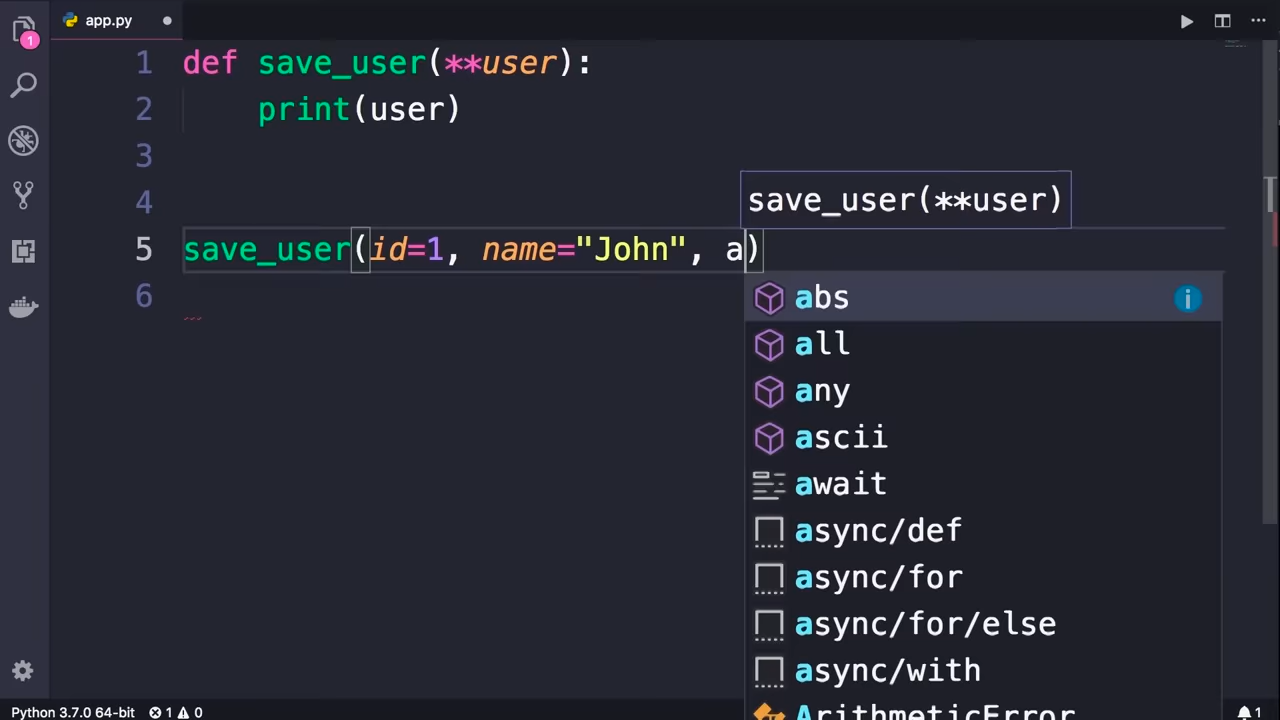 app.py
1
1 def save_user(**user):
2 print(user)
3
4
save_user(**user)
5 save_user(id=1, name="John", a)
6
abs
all
any
ascii
await
async/def
async/for
async/for/else
async/with
ArithmeticError
Python 3.7.0 64-bit 1 0 1